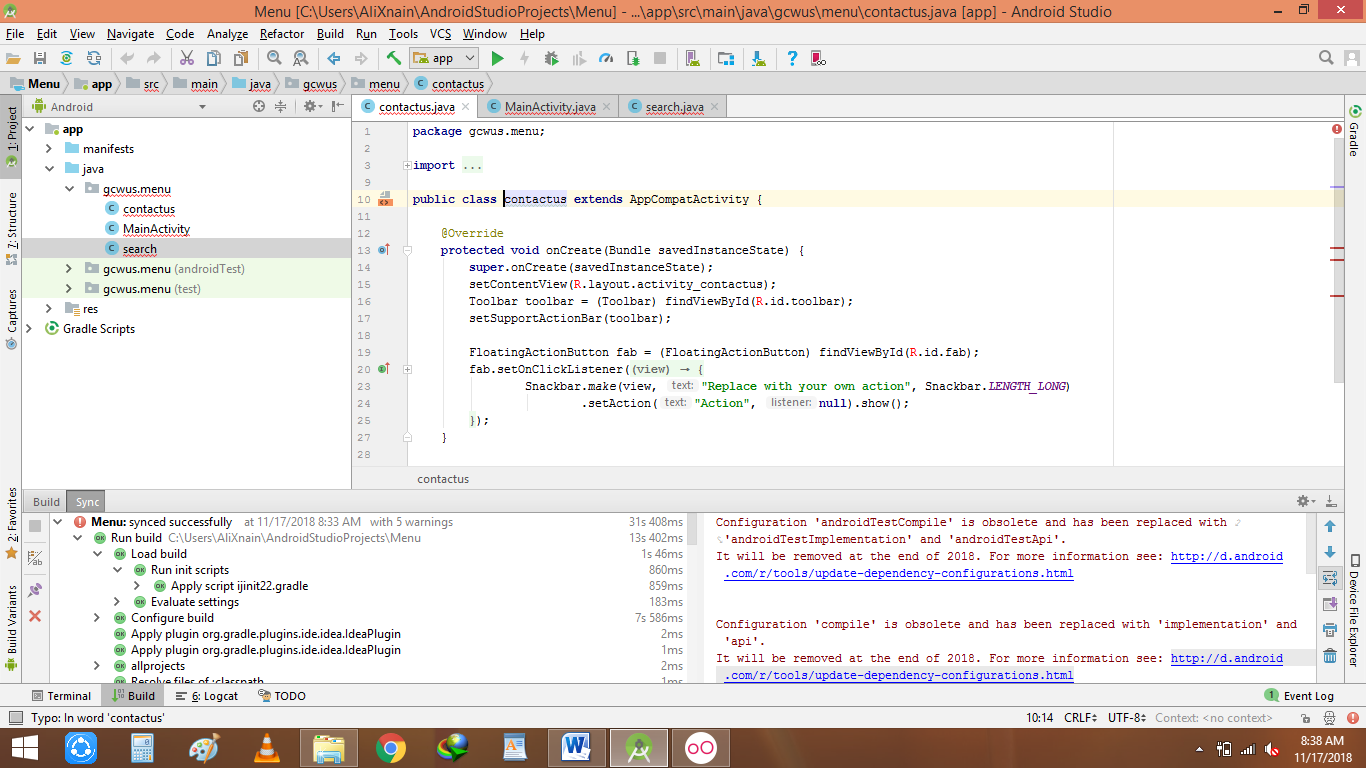 Menu [C:\Users\AliXnain\AndroidStudioProjects\Menu] - ...\app\src\main\java\gcwus\menu\contactus.java [app] - Android Studio
File Edit View Navigate Code Analyze Refactor Build Run Tools VCS Window Help
app
Menu app src main java gcwus menu contactus
1: Project
7: Structure
Captures
2: Favorites
Build Variants
Android
app
manifests
java
gcwus.menu
contactus
MainActivity
search
gcwus.menu (androidTest)
gcwus.menu (test)
res
Gradle Scripts
contactus.java MainActivity.java search.java
1 package gcwus.menu;
2
3 import ...
9
10 public class contactus extends AppCompatActivity {
11
12 @Override
13 protected void onCreate(Bundle savedInstanceState) {
14 super.onCreate(savedInstanceState);
15 setContentView(R.layout.activity_contactus);
16 Toolbar toolbar = (Toolbar) findViewById(R.id.toolbar);
17 setSupportActionBar(toolbar);
18
19 FloatingActionButton fab = (FloatingActionButton) findViewById(R.id.fab);
20 fab.setOnClickListener((view) → {
23 Snackbar.make(view, text: "Replace with your own action", Snackbar.LENGTH_LONG)
24 .setAction( text: "Action", listener: null).show();
25 });
27 }
28
contactus
Gradle
Device File Explorer
Build Sync
Menu: synced successfully at 11/17/2018 8:33 AM with 5 warnings 31s 408ms
Run build C:\Users\AliXnain\AndroidStudioProjects\Menu 13s 402ms
Load build 1s 46ms
Run init scripts 860ms
Apply script ijinit22.gradle 859ms
Evaluate settings 183ms
Configure build 7s 586ms
Apply plugin org.gradle.plugins.ide.idea.IdeaPlugin 2ms
Apply plugin org.gradle.plugins.ide.idea.IdeaPlugin 1ms
allprojects 2ms
Resolve files of :classpath 1ms
Configuration 'androidTestCompile' is obsolete and has been replaced with
'androidTestImplementation' and 'androidTestApi'.
It will be removed at the end of 2018. For more information see: http://d.android
.com/r/tools/update-dependency-configurations.html
Configuration 'compile' is obsolete and has been replaced with 'implementation' and
'api'.
It will be removed at the end of 2018. For more information see: http://d.android
.com/r/tools/update-dependency-configurations.html
Terminal Build 6: Logcat TODO 1 Event Log
Typo: In word 'contactus' 10:14 CRLF UTF-8 Context: <no context>
8:38 AM
11/17/2018